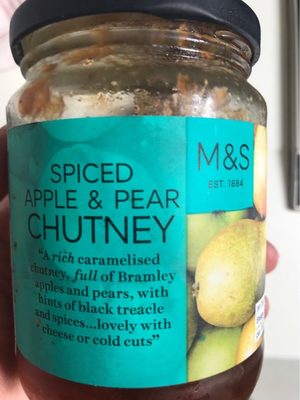 M&S
EST. 1884
SPICED
APPLE & PEAR
CHUTNEY
"A rich caramelised
chutney, full of Bramley
apples and pears, with
hints of black treacle
and spices...lovely with
cheese or cold cuts"